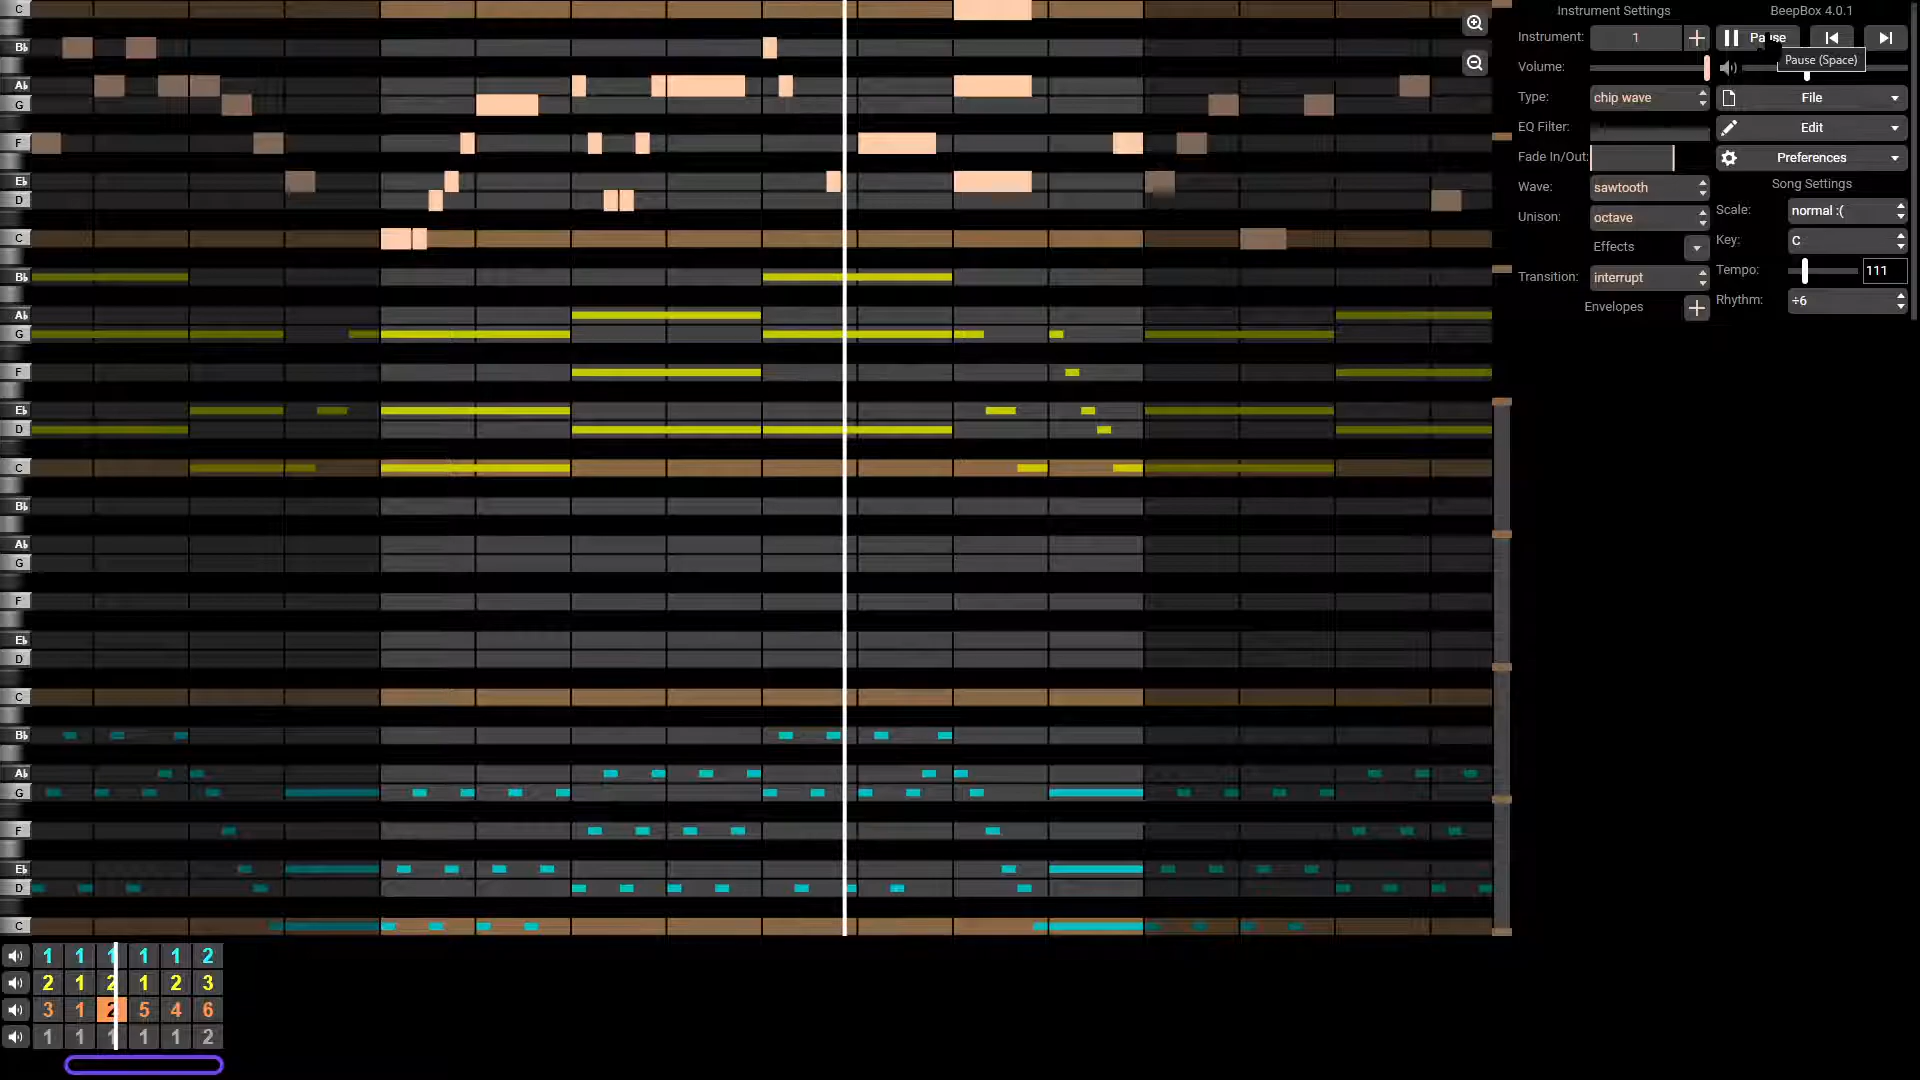 C
B♭
A♭
G
F
E♭
D
C
B♭
A♭
G
F
E♭
D
C
B♭
A♭
G
F
E♭
D
C
B♭
A♭
G
F
E♭
D
C
1 1 1 1 1 2
2 1 2 1 2 3
3 1 2 5 4 6
1 1 1 1 1 2
Instrument Settings
Instrument: 1
Volume:
Type: chip wave
EQ Filter:
Fade In/Out:
Wave: sawtooth
Unison: octave
Effects
Transition: interrupt
Envelopes
BeepBox 4.0.1
Pause
Pause (Space)
File
Edit
Preferences
Song Settings
Scale: normal :(
Key: C
Tempo: 111
Rhythm: ÷6